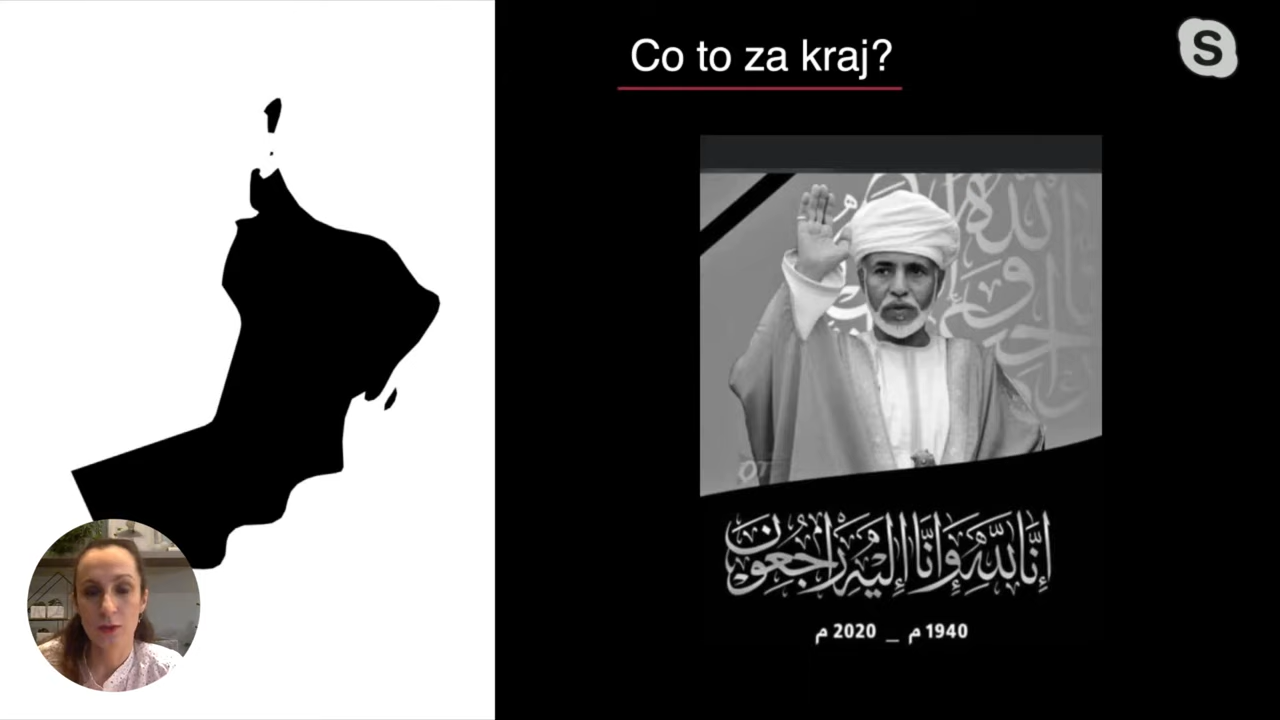 Co to za kraj?
S
إنا لله وإنا إليه راجعون
1940 م _ 2020 م